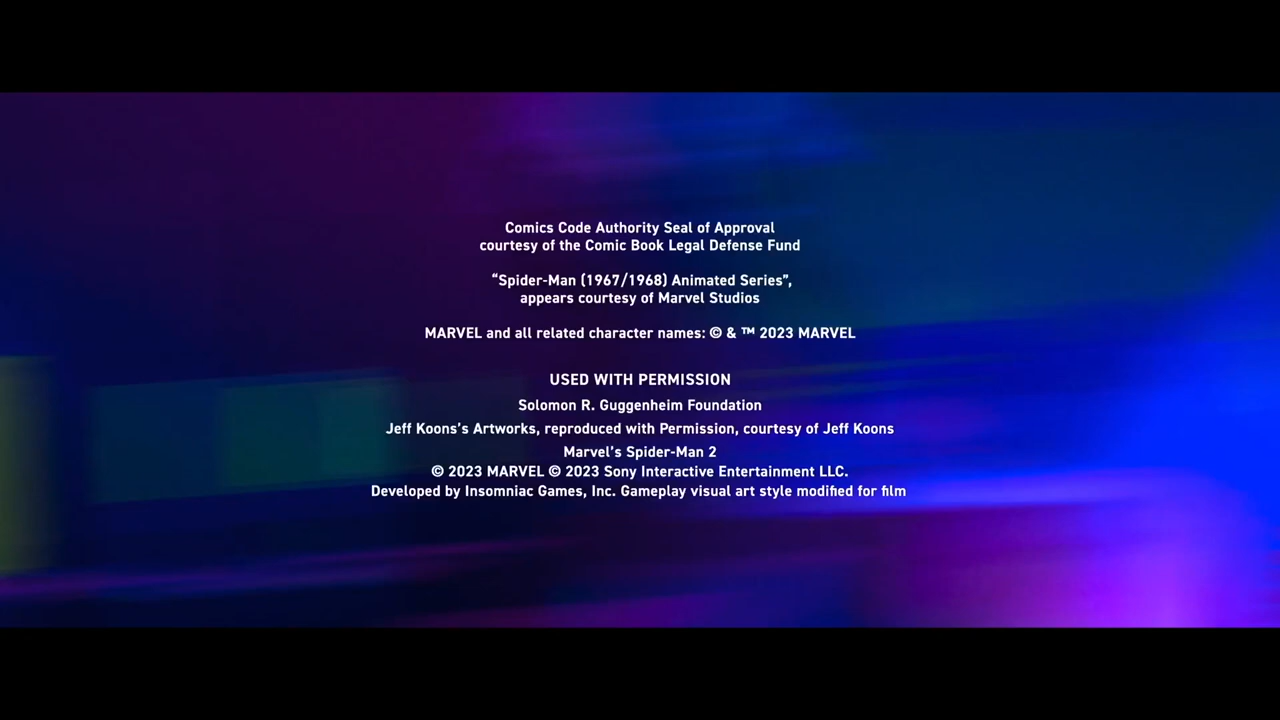 Comics Code Authority Seal of Approval
courtesy of the Comic Book Legal Defense Fund
“Spider-Man (1967/1968) Animated Series”,
appears courtesy of Marvel Studios
MARVEL and all related character names: © & ™ 2023 MARVEL
USED WITH PERMISSION
Solomon R. Guggenheim Foundation
Jeff Koons’s Artworks, reproduced with Permission, courtesy of Jeff Koons
Marvel’s Spider-Man 2
© 2023 MARVEL © 2023 Sony Interactive Entertainment LLC.
Developed by Insomniac Games, Inc. Gameplay visual art style modified for film